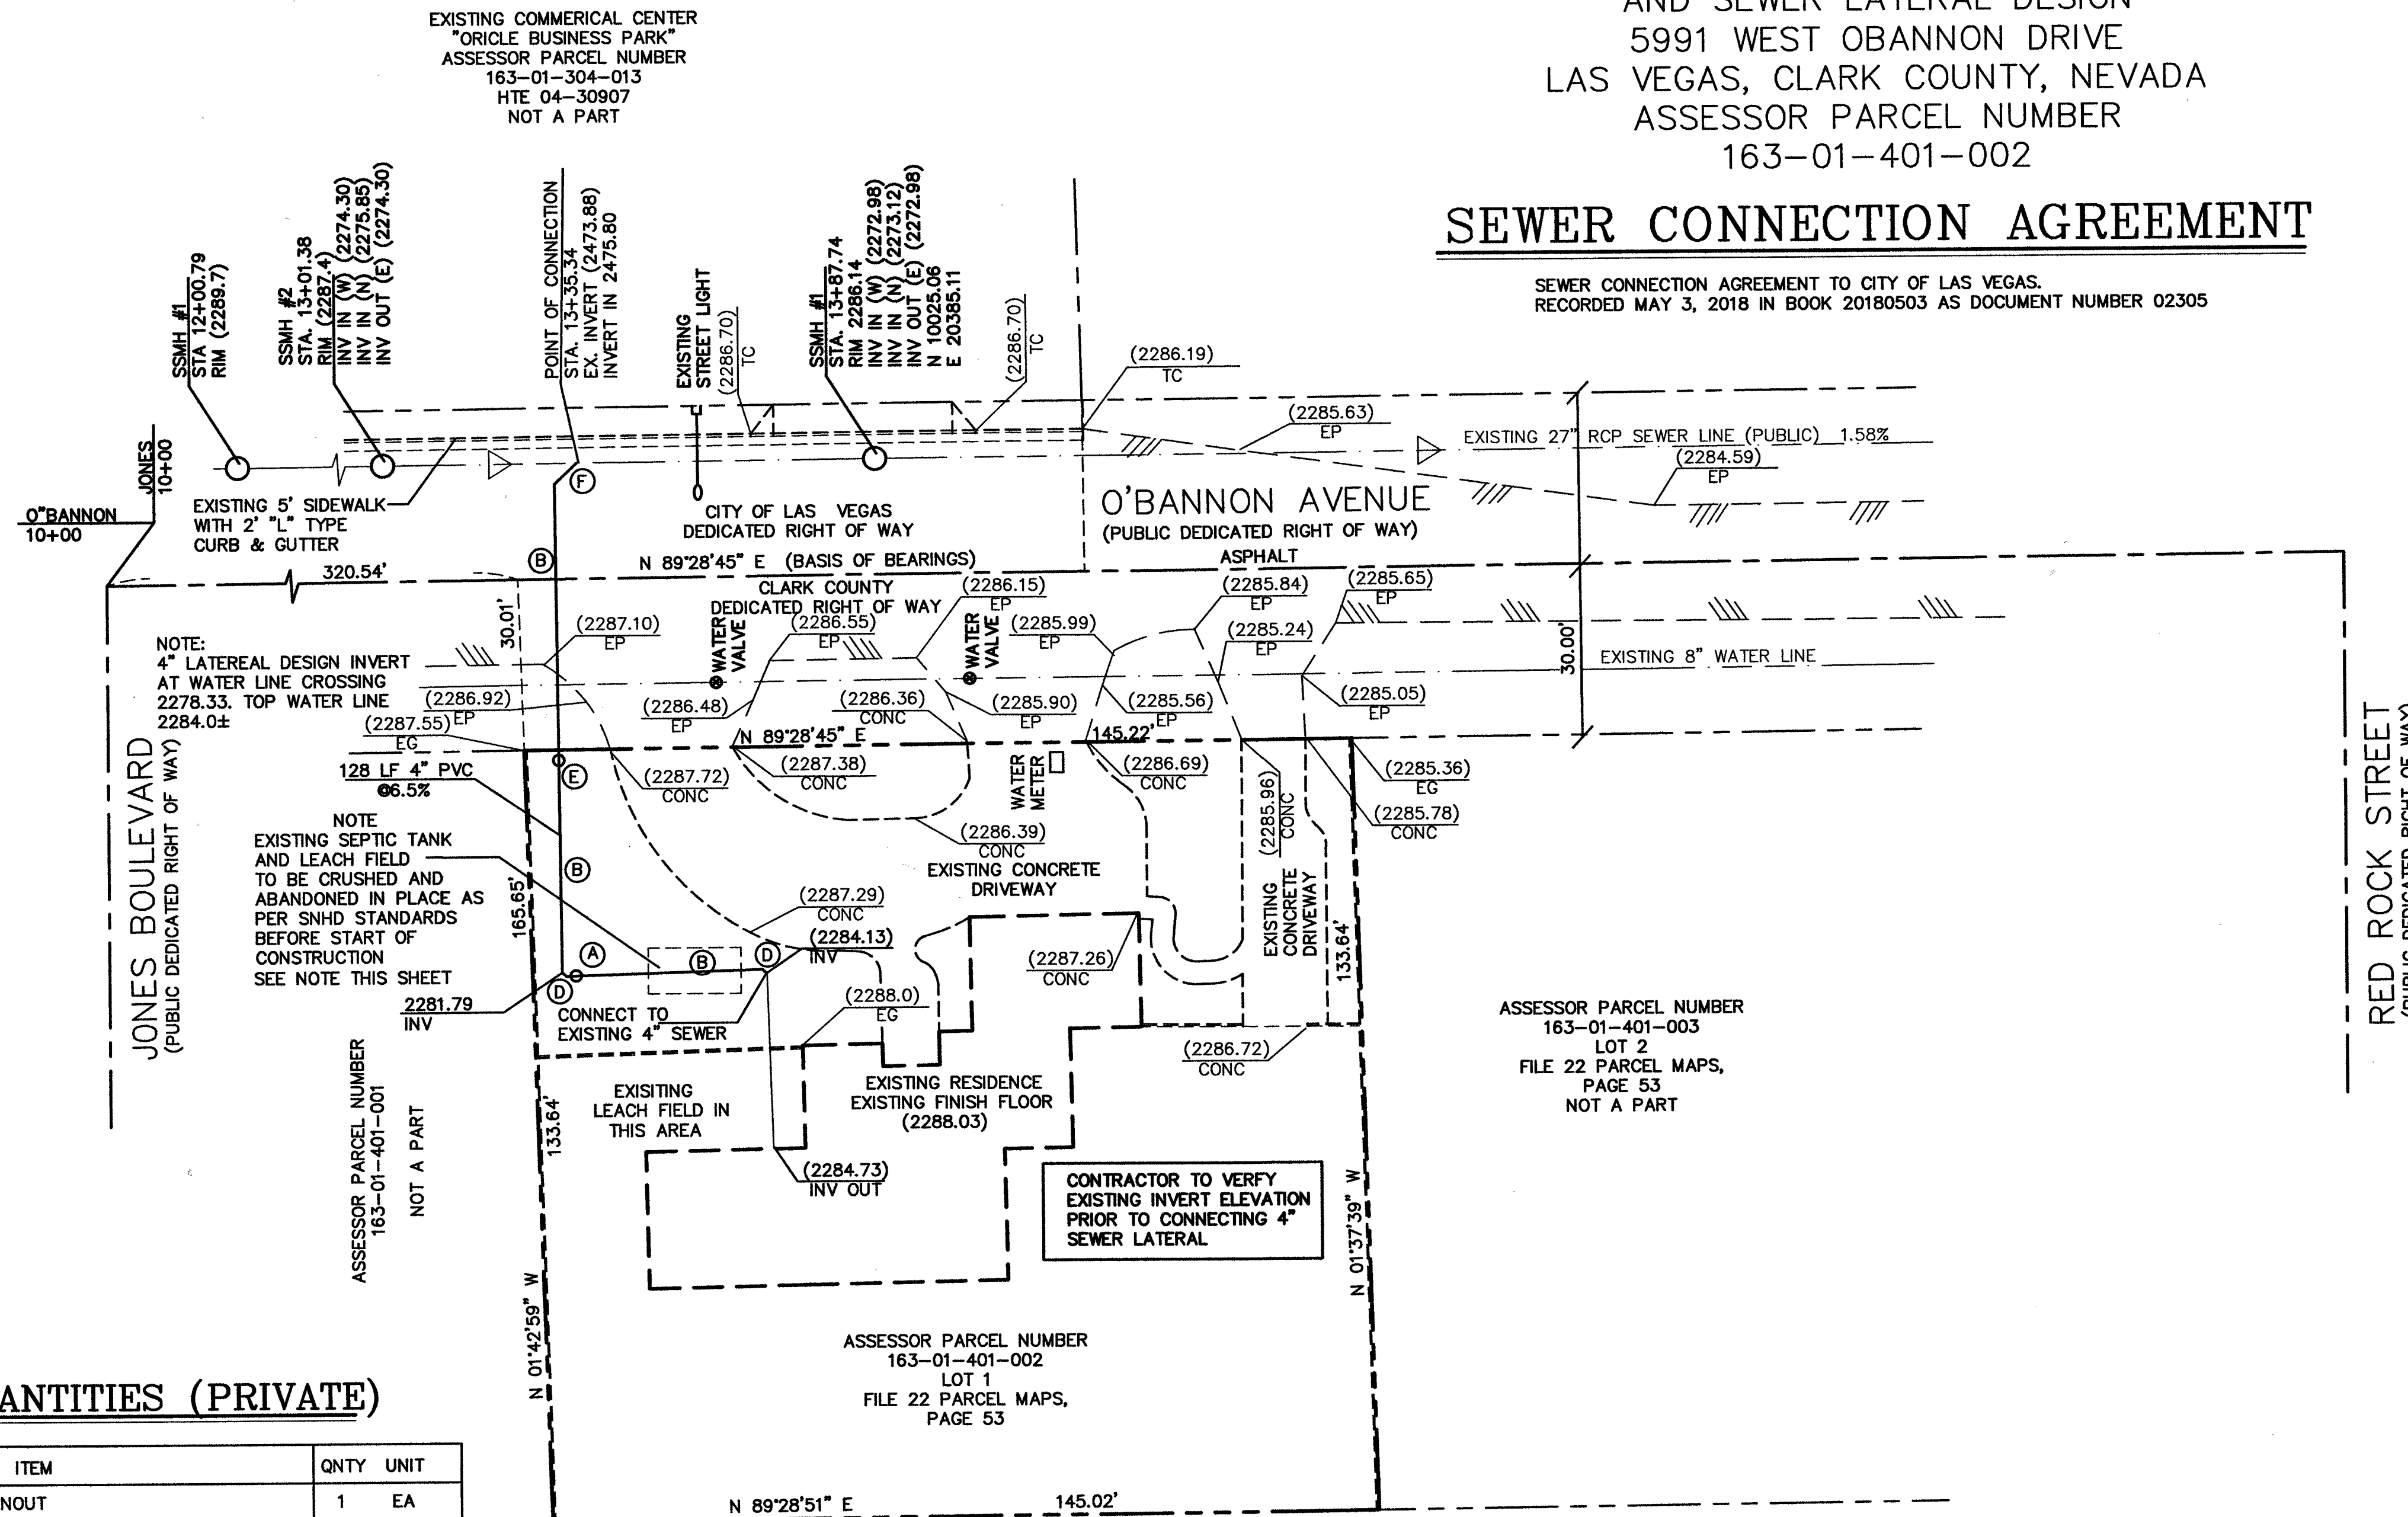 EXISTING COMMERICAL CENTER
"ORICLE BUSINESS PARK"
ASSESSOR PARCEL NUMBER
163-01-304-013
HTE 04-30907
NOT A PART
AND SEWER LATERAL DESIGN
5991 WEST OBANNON DRIVE
LAS VEGAS, CLARK COUNTY, NEVADA
ASSESSOR PARCEL NUMBER
163-01-401-002
SEWER CONNECTION AGREEMENT
SEWER CONNECTION AGREEMENT TO CITY OF LAS VEGAS.
RECORDED MAY 3, 2018 IN BOOK 20180503 AS DOCUMENT NUMBER 02305
SSMH #1
STA 12+00.79
RIM (2289.7)
SSMH #2
STA. 13+01.38
RIM (2287.4)
INV IN (W) (2274.30)
INV IN (N) (2275.85)
INV OUT (E) (2274.30)
POINT OF CONNECTION
STA. 13+35.34
EX. INVERT (2473.88)
INVERT IN 2475.80
EXISTING
STREET LIGHT
(2286.70)
TC
SSMH #1
STA. 13+87.74
RIM 2286.14
INV IN (W) (2272.98)
INV IN (N) (2273.12)
INV OUT (E) (2272.98)
N 10025.06
E 20385.11
(2286.70)
TC
(2286.19)
TC
(2285.63)
EP
EXISTING 27" RCP SEWER LINE (PUBLIC) 1.58%
(2284.59)
EP
JONES
10+00
O"BANNON
10+00
EXISTING 5' SIDEWALK
WITH 2' "L" TYPE
CURB & GUTTER
F
CITY OF LAS VEGAS
DEDICATED RIGHT OF WAY
O'BANNON AVENUE
(PUBLIC DEDICATED RIGHT OF WAY)
ASPHALT
B
N 89°28'45" E (BASIS OF BEARINGS)
320.54'
CLARK COUNTY
DEDICATED RIGHT OF WAY
30.01'
(2287.10)
EP
WATER
VALVE
(2286.55)
EP
(2286.15)
EP
WATER
VALVE
(2285.99)
EP
(2285.84)
EP
(2285.24)
EP
(2285.65)
EP
30.00'
EXISTING 8" WATER LINE
NOTE:
4" LATEREAL DESIGN INVERT
AT WATER LINE CROSSING
2278.33. TOP WATER LINE
2284.0±
(2286.92)
EP
(2287.55)
EG
(2286.48)
EP
(2286.36)
CONC
(2285.90)
EP
(2285.56)
EP
(2285.05)
EP
N 89°28'45" E
145.22'
JONES BOULEVARD
(PUBLIC DEDICATED RIGHT OF WAY)
128 LF 4" PVC
@6.5%
E
(2287.72)
CONC
(2287.38)
CONC
WATER
METER
(2286.69)
CONC
(2285.96)
CONC
(2285.36)
EG
(2285.78)
CONC
RED ROCK STREET
(PUBLIC DEDICATED RIGHT OF WAY)
NOTE
EXISTING SEPTIC TANK
AND LEACH FIELD
TO BE CRUSHED AND
ABANDONED IN PLACE AS
PER SNHD STANDARDS
BEFORE START OF
CONSTRUCTION
SEE NOTE THIS SHEET
165.65'
B
(2286.39)
CONC
EXISTING CONCRETE
DRIVEWAY
(2287.29)
CONC
(2284.13)
INV
EXISTING
CONCRETE
DRIVEWAY
133.64'
A
B
D
D
(2287.26)
CONC
2281.79
INV
CONNECT TO
EXISTING 4" SEWER
(2288.0)
EG
(2286.72)
CONC
ASSESSOR PARCEL NUMBER
163-01-401-003
LOT 2
FILE 22 PARCEL MAPS,
PAGE 53
NOT A PART
ASSESSOR PARCEL NUMBER
163-01-401-001
NOT A PART
133.64'
EXISITING
LEACH FIELD IN
THIS AREA
EXISTING RESIDENCE
EXISTING FINISH FLOOR
(2288.03)
(2284.73)
INV OUT
CONTRACTOR TO VERFY
EXISTING INVERT ELEVATION
PRIOR TO CONNECTING 4"
SEWER LATERAL
N 01°37'39" W
N 01°42'59" W
ASSESSOR PARCEL NUMBER
163-01-401-002
LOT 1
FILE 22 PARCEL MAPS,
PAGE 53
ANTITIES (PRIVATE)
ITEM QNTY UNIT
NOUT 1 EA
N 89°28'51" E 145.02'